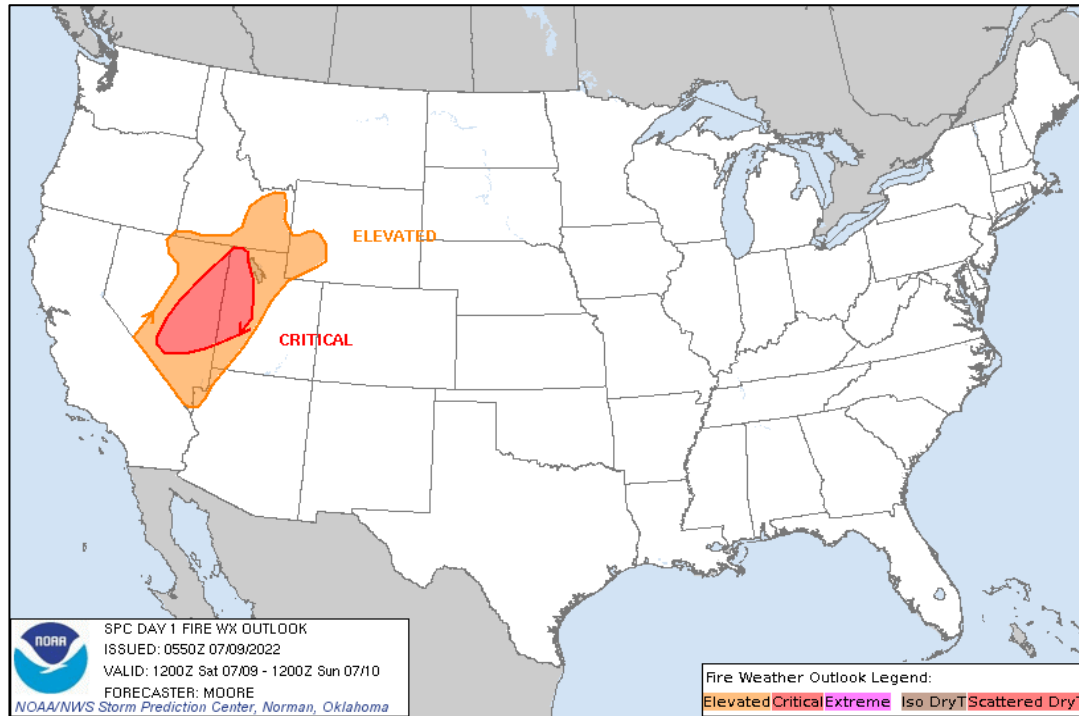 ELEVATED
CRITICAL
NOAA
SPC DAY 1 FIRE WX OUTLOOK
ISSUED: 0550Z 07/09/2022
VALID: 1200Z Sat 07/09 - 1200Z Sun 07/10
FORECASTER: MOORE
NOAA/NWS Storm Prediction Center, Norman, Oklahoma
Fire Weather Outlook Legend:
Elevated Critical Extreme Iso DryT Scattered DryT